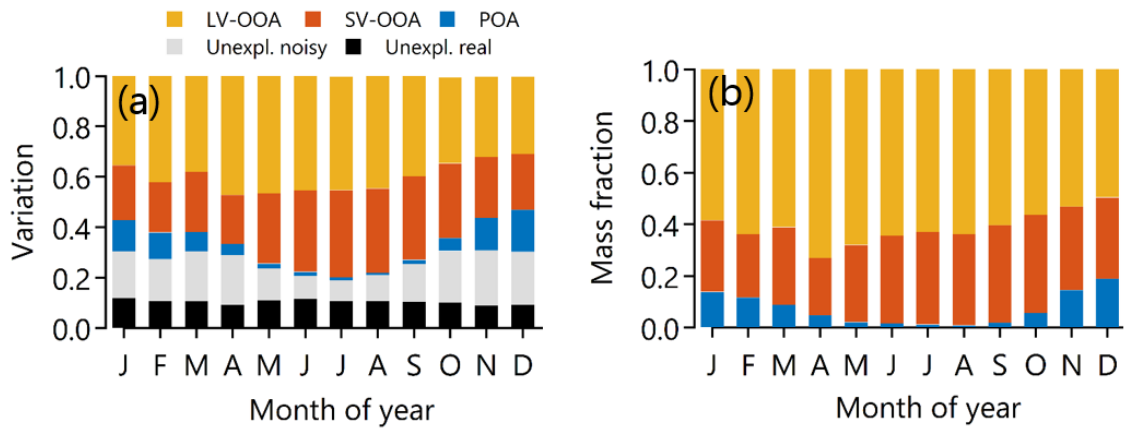 LV-OOA SV-OOA POA
Unexpl. noisy Unexpl. real
(a)
1.0
0.8
0.6
0.4
0.2
0.0
Variation
J F M A M J J A S O N D
Month of year
(b)
1.0
0.8
0.6
0.4
0.2
0.0
Mass fraction
J F M A M J J A S O N D
Month of year